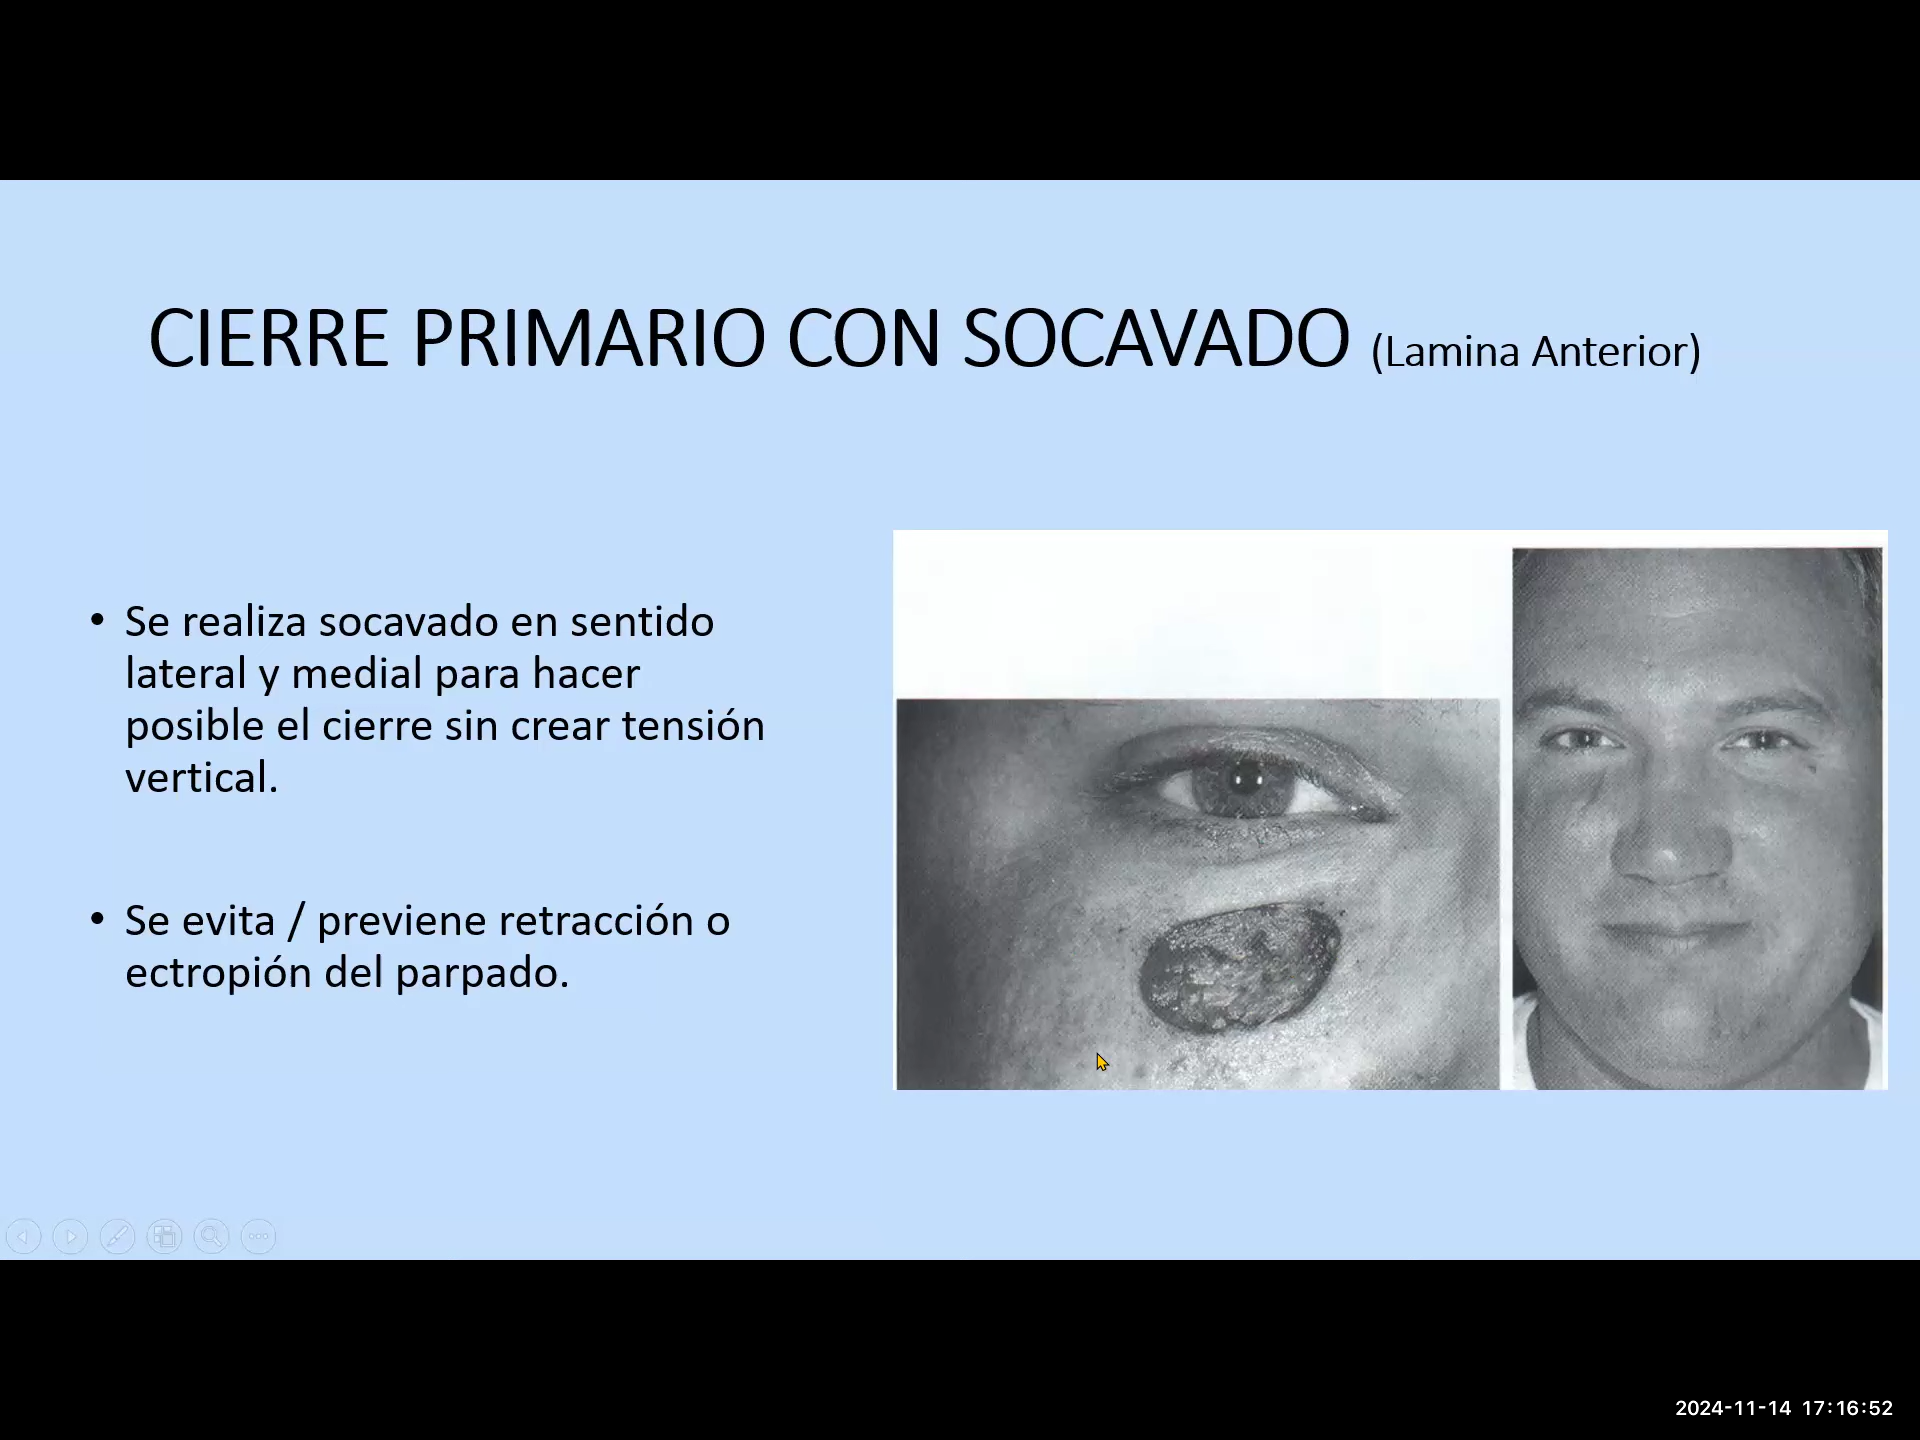 CIERRE PRIMARIO CON SOCAVADO (Lamina Anterior)
• Se realiza socavado en sentido
lateral y medial para hacer
posible el cierre sin crear tensión
vertical.
• Se evita / previene retracción o
ectropión del parpado.
2024-11-14 17:16:52